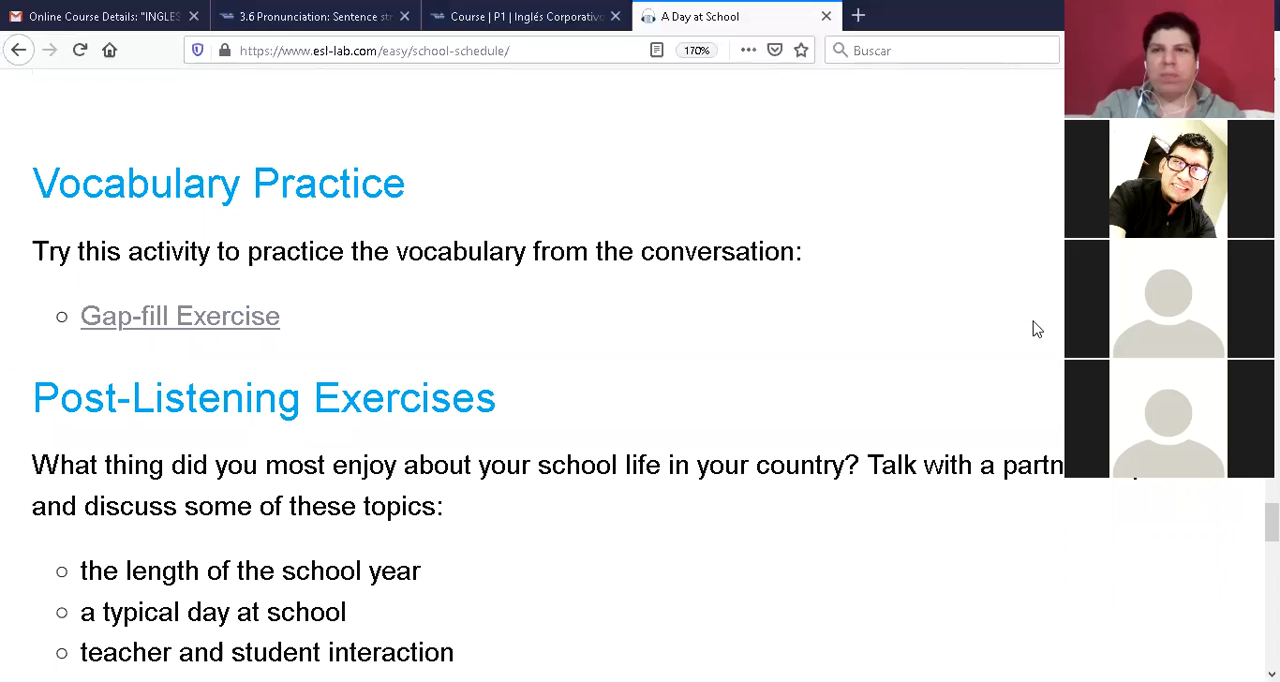 Online Course Details: "INGLES
3.6 Pronunciation: Sentence str
Course | P1 | Inglés Corporativo
A Day at School
https://www.esl-lab.com/easy/school-schedule/
170%
Buscar
Vocabulary Practice
Try this activity to practice the vocabulary from the conversation:
Gap-fill Exercise
Post-Listening Exercises
What thing did you most enjoy about your school life in your country? Talk with a partn
and discuss some of these topics:
the length of the school year
a typical day at school
teacher and student interaction